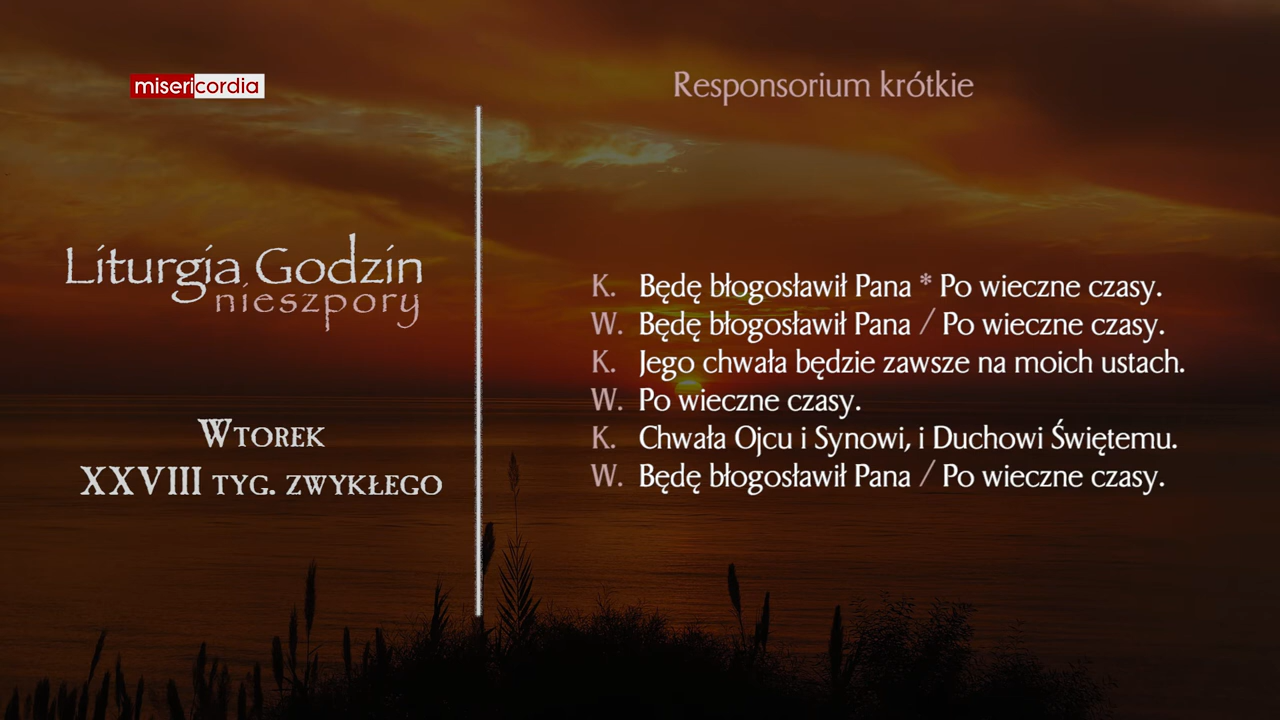 misericordia
Liturgia Godzin
nieszpory
Wtorek
XXVIII tyg. zwykłego
Responsorium krótkie
K. Będę błogosławił Pana * Po wieczne czasy.
W. Będę błogosławił Pana / Po wieczne czasy.
K. Jego chwała będzie zawsze na moich ustach.
W. Po wieczne czasy.
K. Chwała Ojcu i Synowi, i Duchowi Świętemu.
W. Będę błogosławił Pana / Po wieczne czasy.